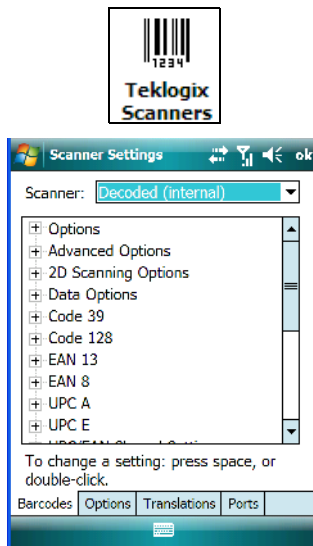 1234
Teklogix
Scanners
Scanner Settings ok
Scanner: Decoded (internal)
Options
Advanced Options
2D Scanning Options
Data Options
Code 39
Code 128
EAN 13
EAN 8
UPC A
UPC E
To change a setting: press space, or
double-click.
Barcodes Options Translations Ports